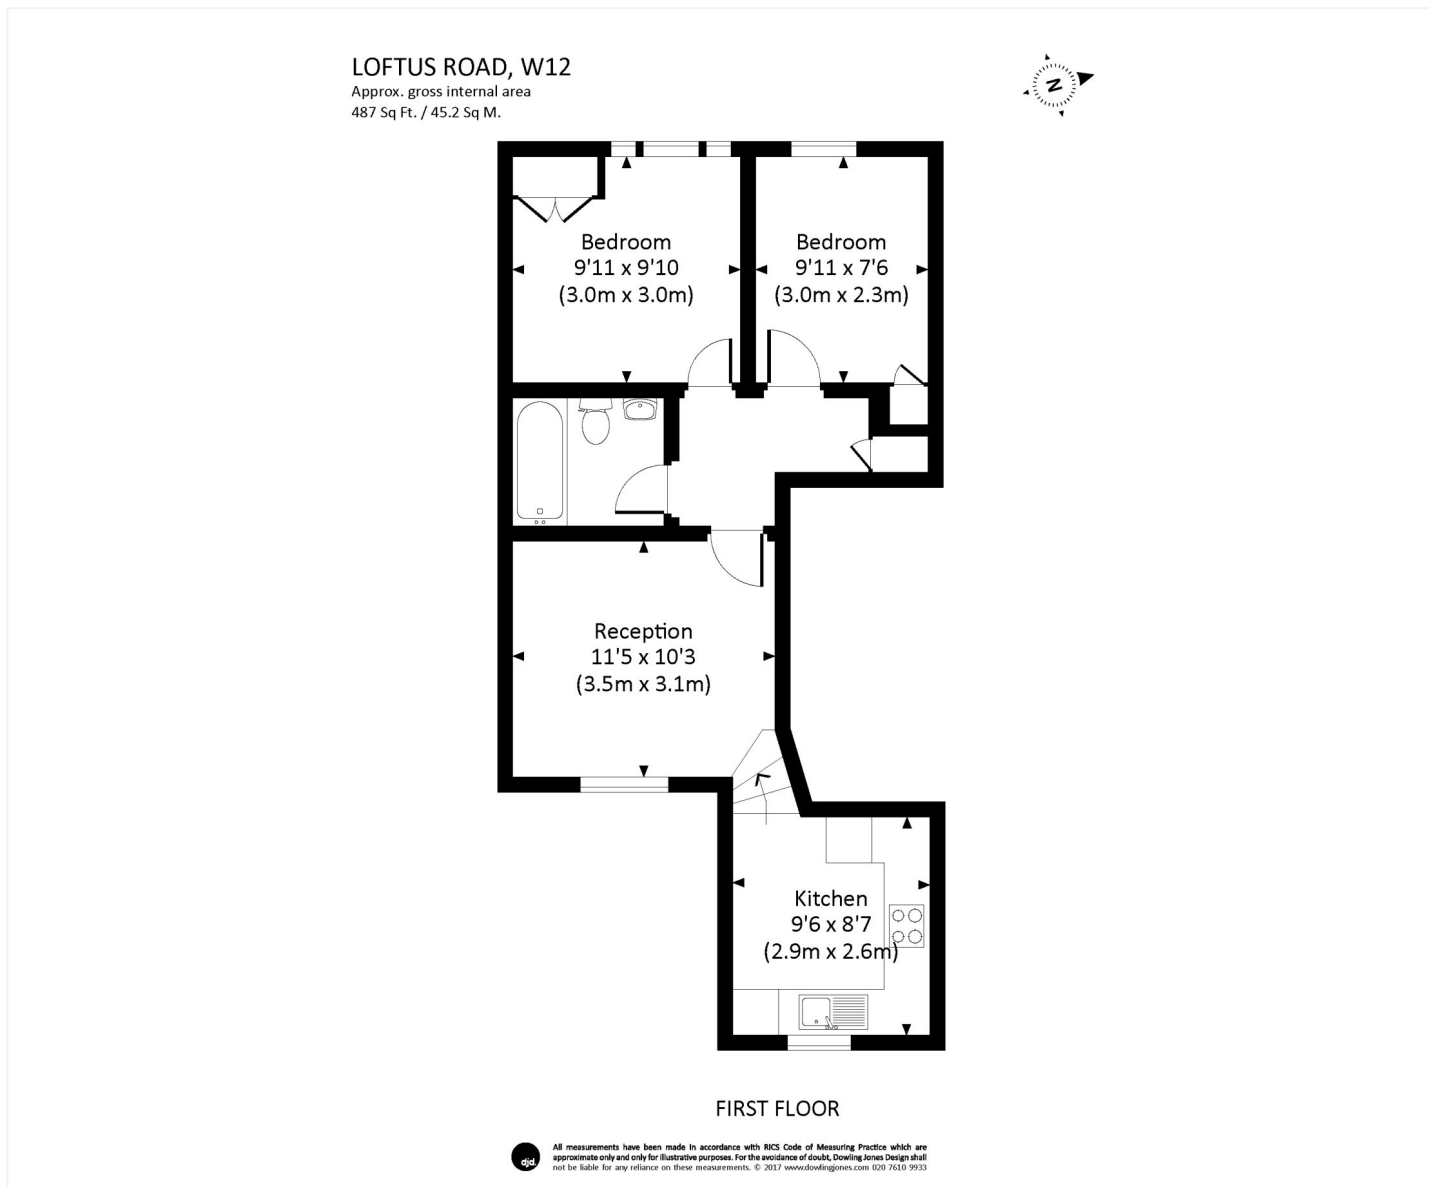 LOFTUS ROAD, W12
Approx. gross internal area
487 Sq Ft. / 45.2 Sq M.
N
Bedroom
9'11 x 9'10
(3.0m x 3.0m)
Bedroom
9'11 x 7'6
(3.0m x 2.3m)
Reception
11'5 x 10'3
(3.5m x 3.1m)
Kitchen
9'6 x 8'7
(2.9m x 2.6m)
FIRST FLOOR
djd.
All measurements have been made in accordance with RICS Code of Measuring Practice which are
approximate only and only for illustrative purposes. For the avoidance of doubt, Dowling Jones Design shall
not be liable for any reliance on these measurements. © 2017 www.dowlingjones.com 020 7610 9933